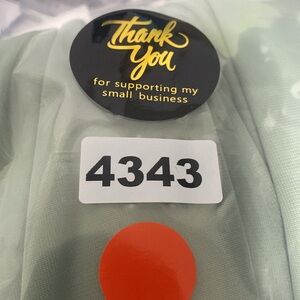 Thank
You
for supporting my
small business
4343